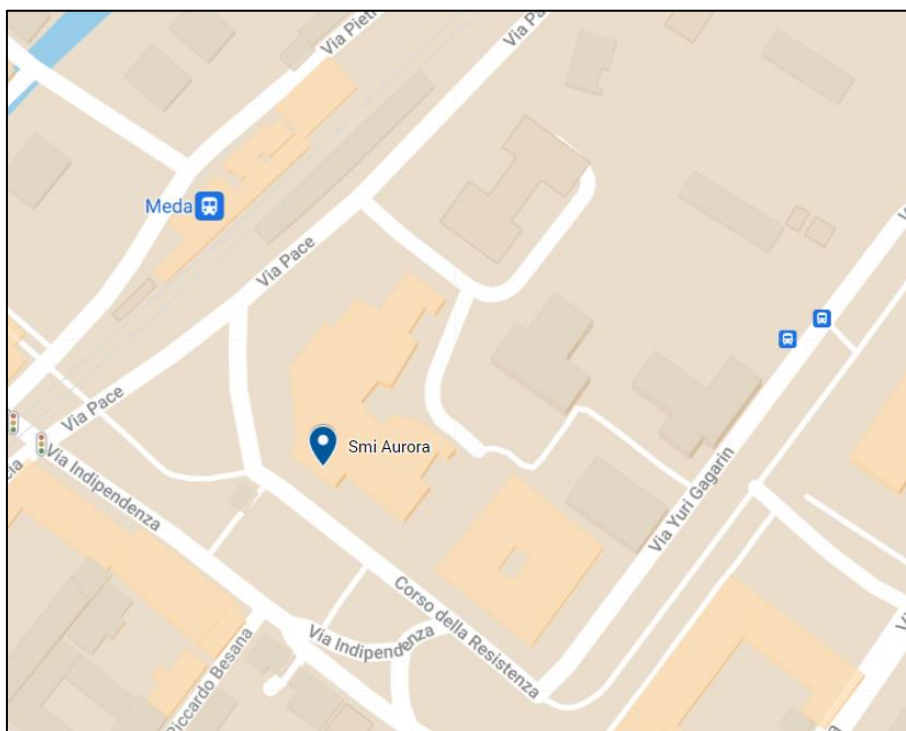 Via Pietr
Via Pa
Meda
Via Pace
Via Pace
Smi Aurora
Via Indipendenza
Via Yuri Gagarin
Corso della Resistenza
Via Indipendenza
Riccardo Besana